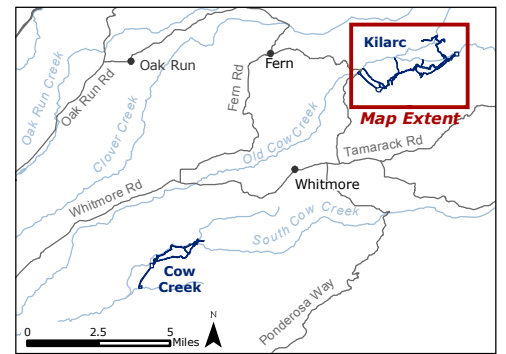 Kilarc
Oak Run
Fern
Oak Run Creek
Oak Run Rd
Fern Rd
Map Extent
Clover Creek
Old Cow Creek
Tamarack Rd
Whitmore
Whitmore Rd
South Cow Creek
Cow
Creek
Ponderosa Way
N
0 2.5 5
Miles